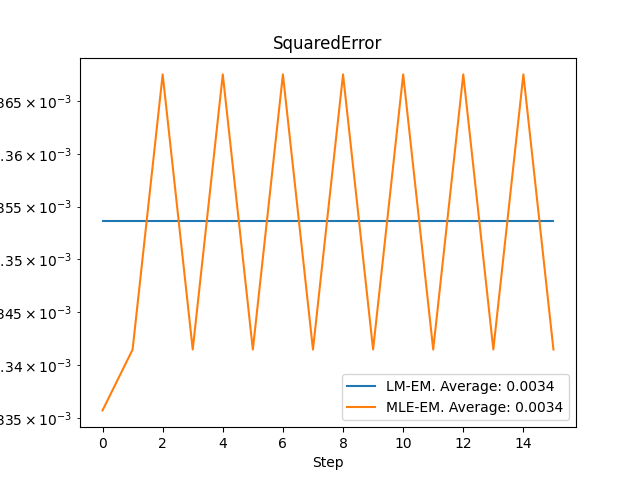 SquaredError
365 × 10⁻³
.36 × 10⁻³
355 × 10⁻³
.35 × 10⁻³
345 × 10⁻³
.34 × 10⁻³
335 × 10⁻³
LM-EM. Average: 0.0034
MLE-EM. Average: 0.0034
0 2 4 6 8 10 12 14
Step